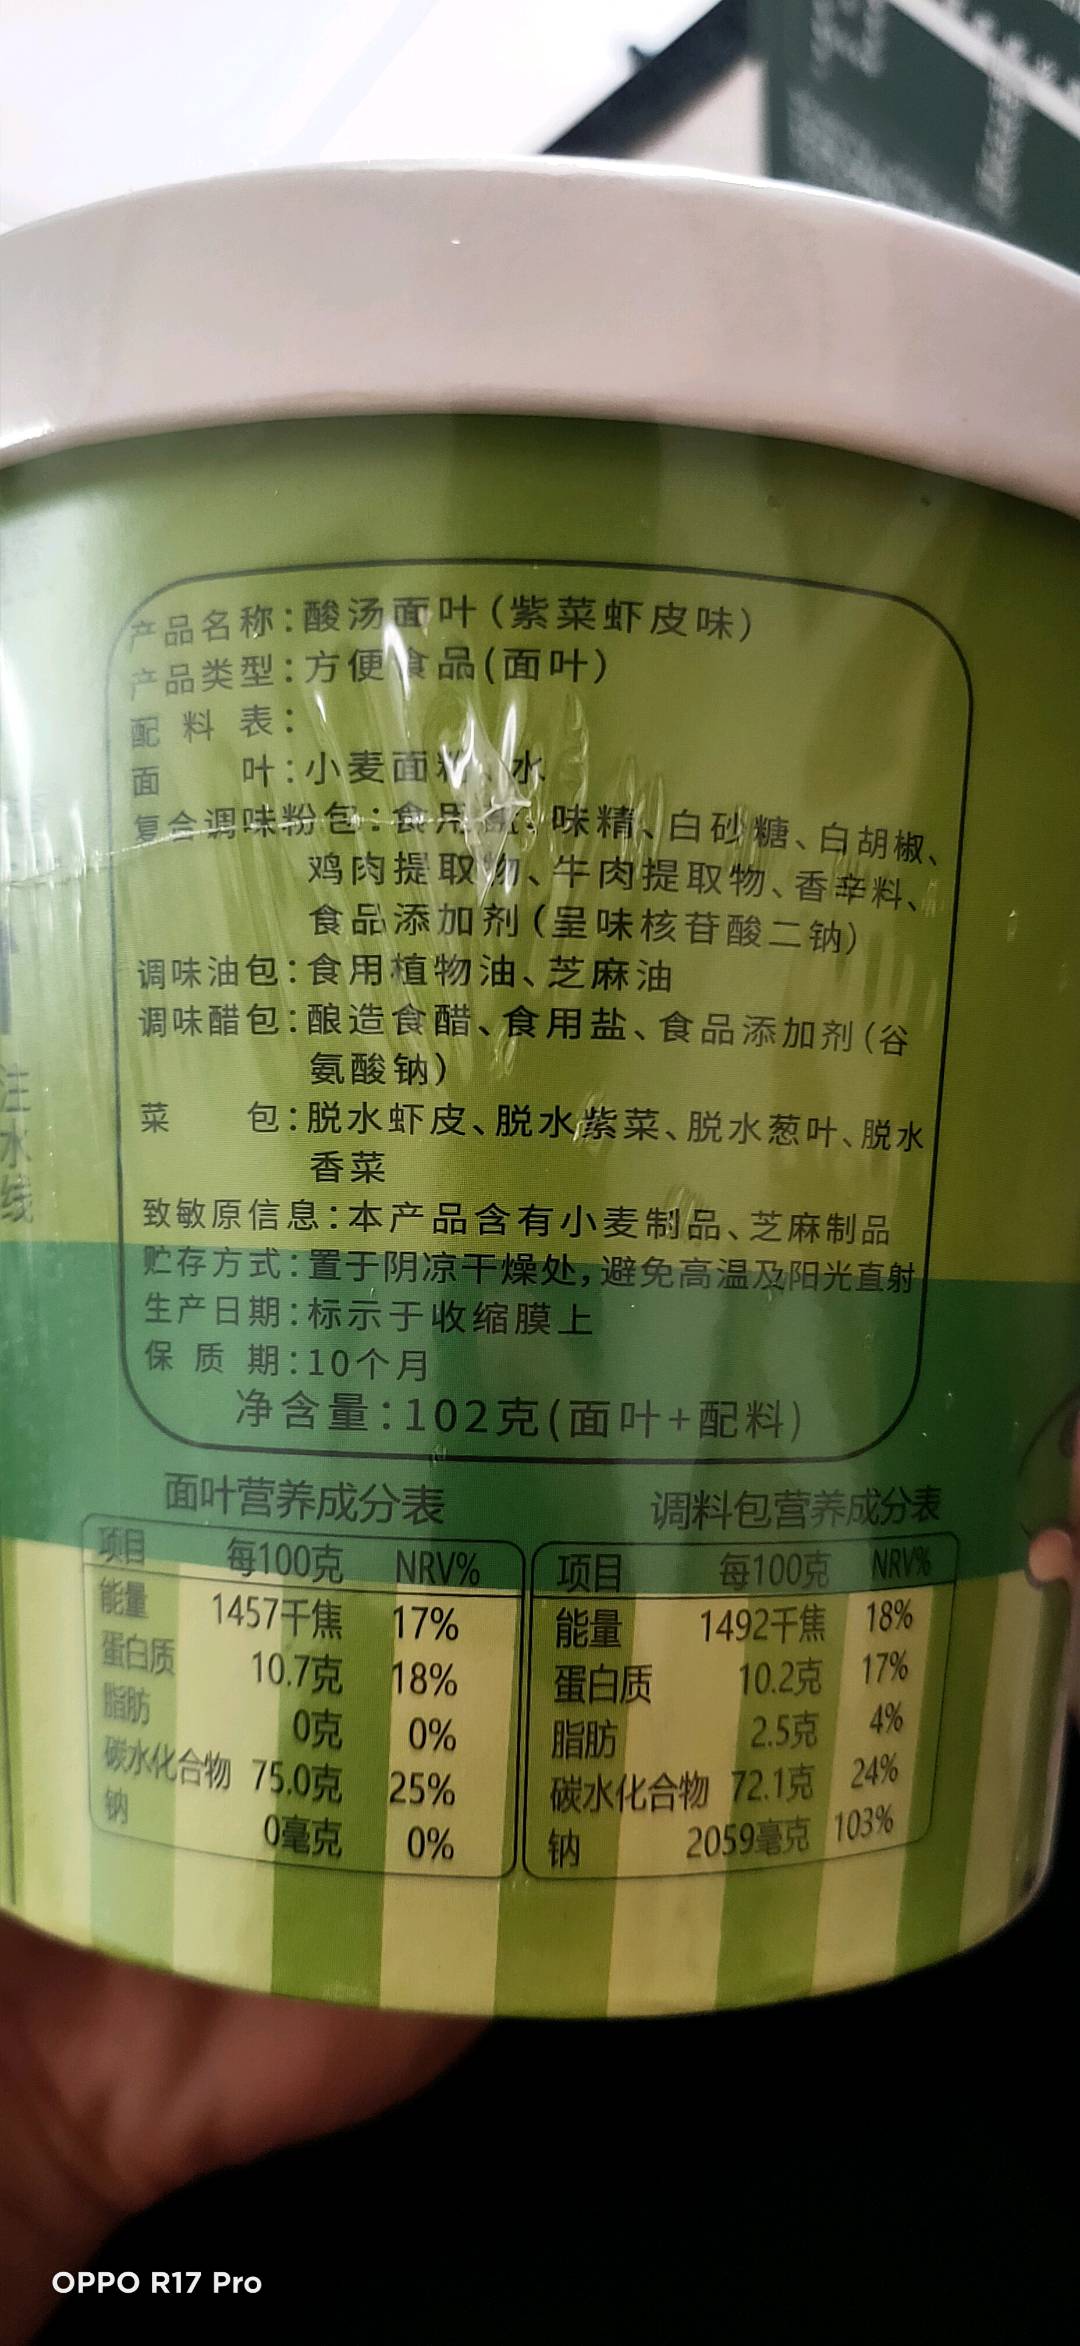 产品名称:酸汤面叶(紫菜虾皮味)
产品类型:方便食品(面叶)
配料表:
面叶:小麦面粉、水
复合调味粉包:食用盐、味精、白砂糖、白胡椒、
鸡肉提取物、牛肉提取物、香辛料、
食品添加剂(呈味核苷酸二钠)
调味油包:食用植物油、芝麻油
调味醋包:酿造食醋、食用盐、食品添加剂(谷
氨酸钠)
菜包:脱水虾皮、脱水紫菜、脱水葱叶、脱水
香菜
致敏原信息:本产品含有小麦制品、芝麻制品
贮存方式:置于阴凉干燥处,避免高温及阳光直射
生产日期:标示于收缩膜上
保质期:10个月
净含量:102克(面叶+配料)
注水线
面叶营养成分表
项目 每100克 NRV%
能量 1457千焦 17%
蛋白质 10.7克 18%
脂肪 0克 0%
碳水化合物 75.0克 25%
钠 0毫克 0%
调料包营养成分表
项目 每100克 NRV%
能量 1492千焦 18%
蛋白质 10.2克 17%
脂肪 2.5克 4%
碳水化合物 72.1克 24%
钠 2059毫克 103%
OPPO R17 Pro